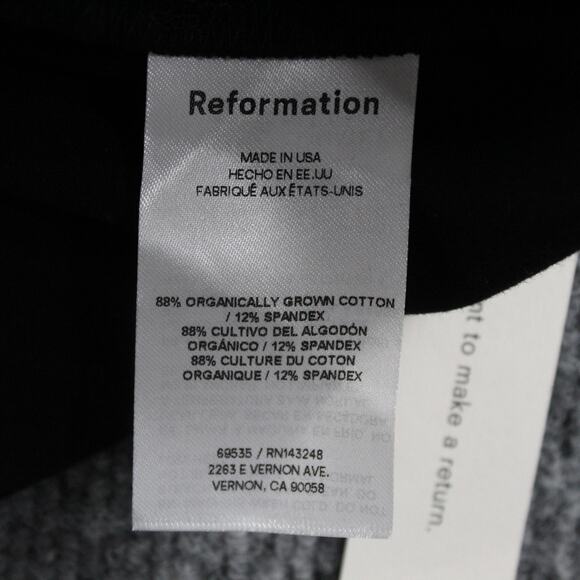 Reformation
MADE IN USA
HECHO EN EE.UU
FABRIQUÉ AUX ÉTATS-UNIS
88% ORGANICALLY GROWN COTTON
/ 12% SPANDEX
88% CULTIVO DEL ALGODÓN
ORGÁNICO / 12% SPANDEX
88% CULTURE DU COTON
ORGANIQUE / 12% SPANDEX
69535 / RN143248
2263 E VERNON AVE.
VERNON, CA 90058
to make a return.